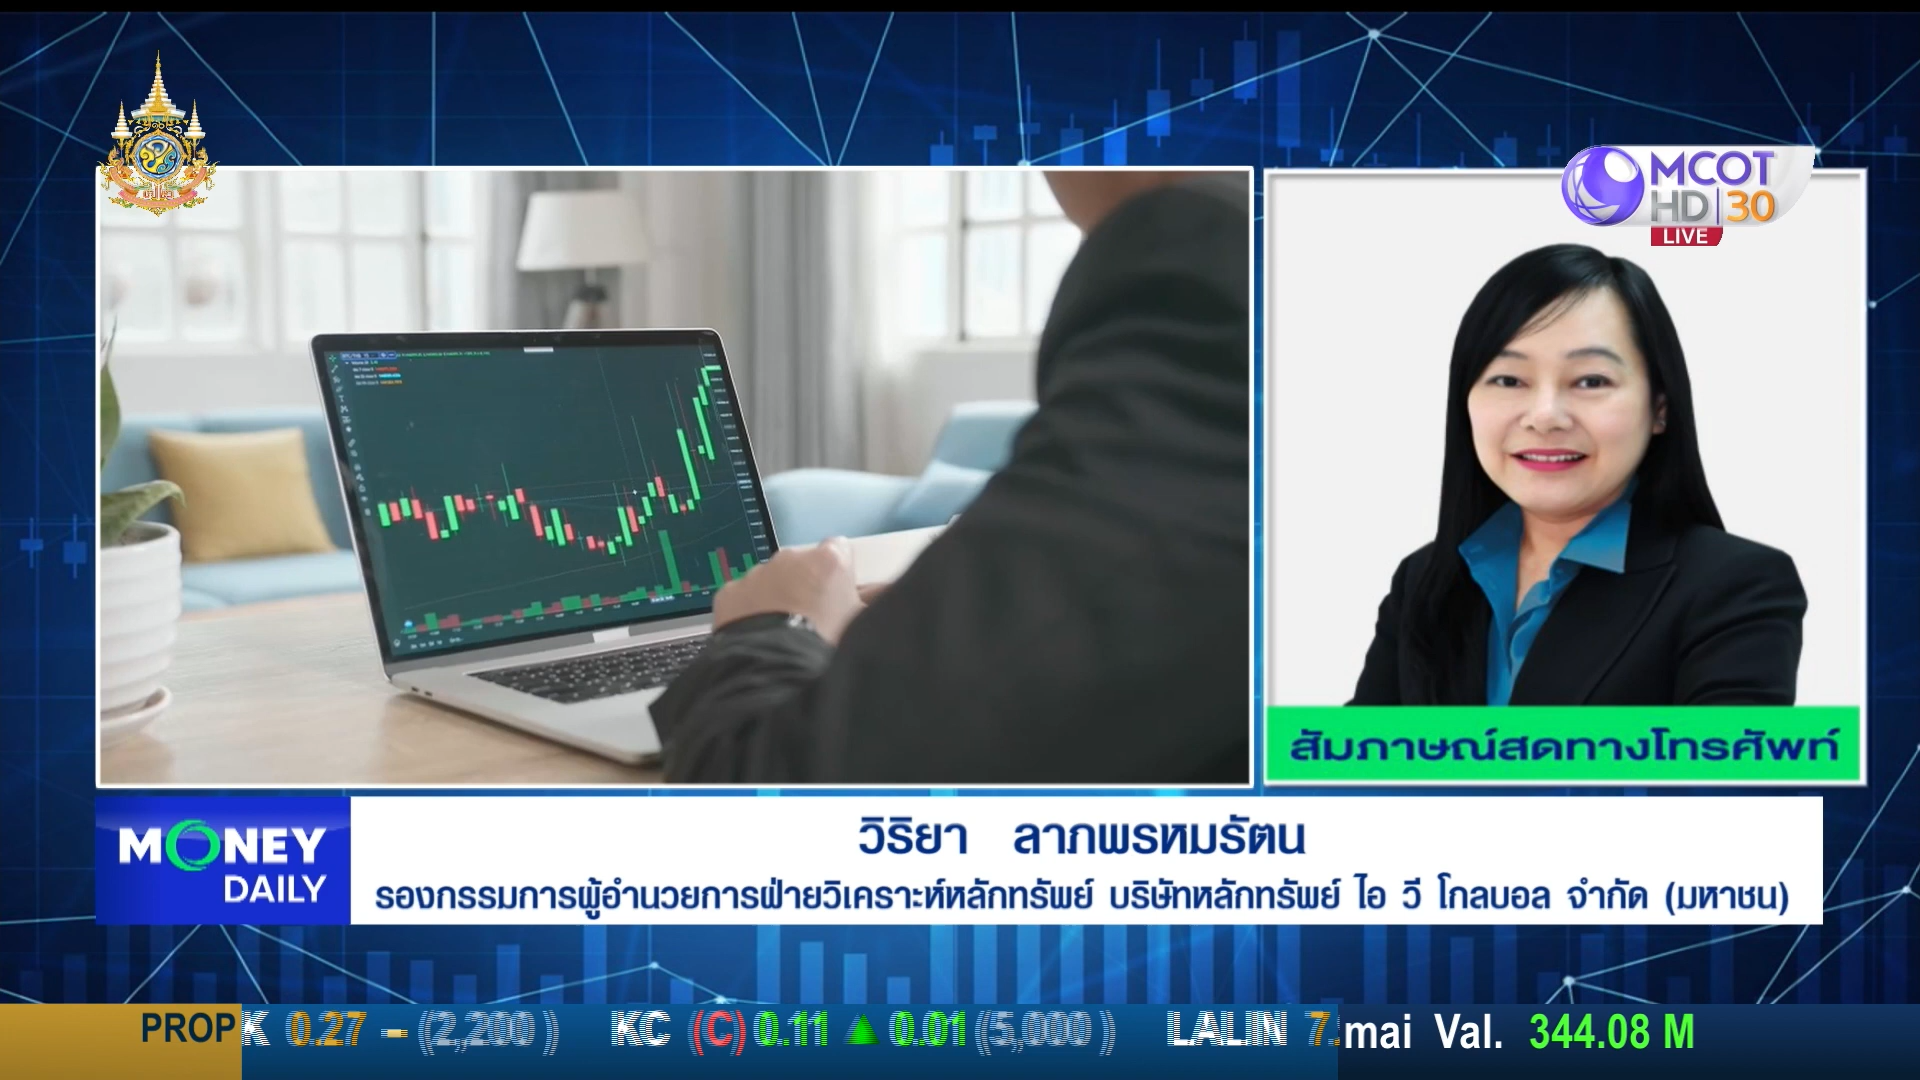 MCOT
HD 30
LIVE
สัมภาษณ์สดทางโทรศัพท์
MONEY
DAILY
วิริยา ลาภพรหมรัตน
รองกรรมการผู้อำนวยการฝ่ายวิเคราะห์หลักทรัพย์ บริษัทหลักทรัพย์ ไอ วี โกลบอล จำกัด (มหาชน)
PROP K 0.27 – (2,200) KC (C) 0.11 ▲ 0.01 (5,000) LALIN 7. mai Val. 344.08 M